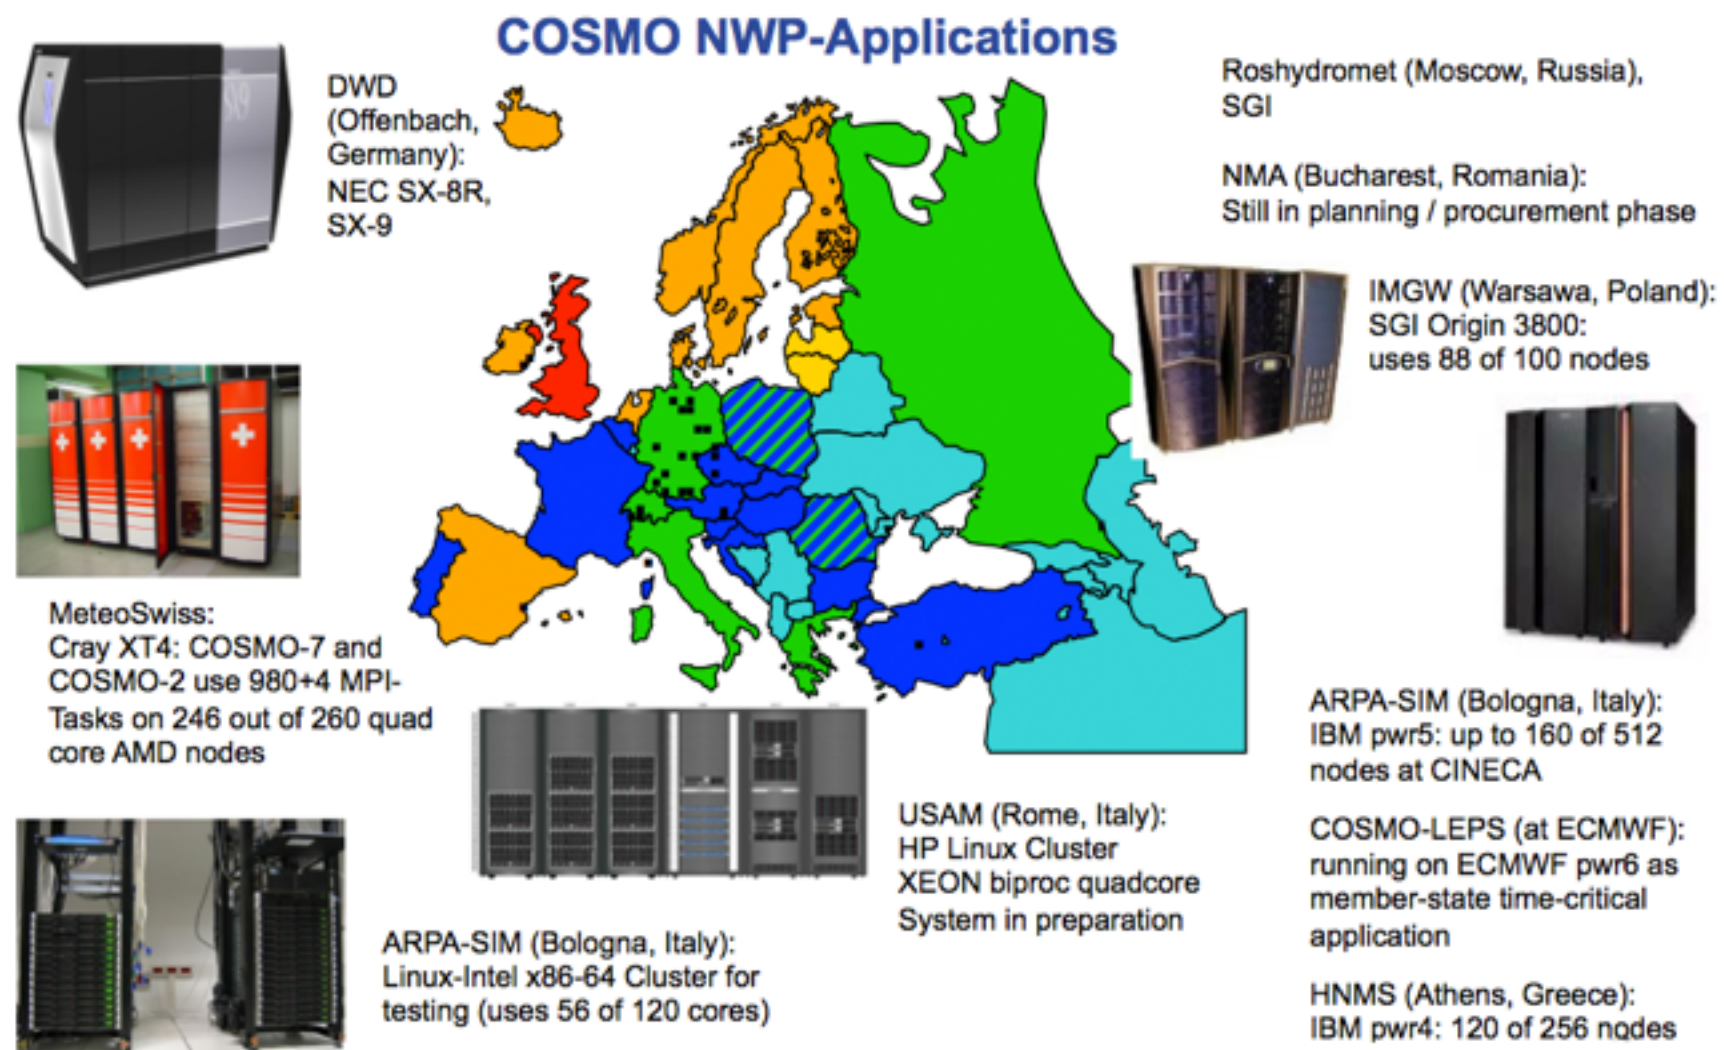 COSMO NWP-Applications
DWD
(Offenbach,
Germany):
NEC SX-8R,
SX-9
Roshydromet (Moscow, Russia),
SGI
NMA (Bucharest, Romania):
Still in planning / procurement phase
IMGW (Warsawa, Poland):
SGI Origin 3800:
uses 88 of 100 nodes
MeteoSwiss:
Cray XT4: COSMO-7 and
COSMO-2 use 980+4 MPI-
Tasks on 246 out of 260 quad
core AMD nodes
ARPA-SIM (Bologna, Italy):
Linux-Intel x86-64 Cluster for
testing (uses 56 of 120 cores)
USAM (Rome, Italy):
HP Linux Cluster
XEON biproc quadcore
System in preparation
ARPA-SIM (Bologna, Italy):
IBM pwr5: up to 160 of 512
nodes at CINECA
COSMO-LEPS (at ECMWF):
running on ECMWF pwr6 as
member-state time-critical
application
HNMS (Athens, Greece):
IBM pwr4: 120 of 256 nodes